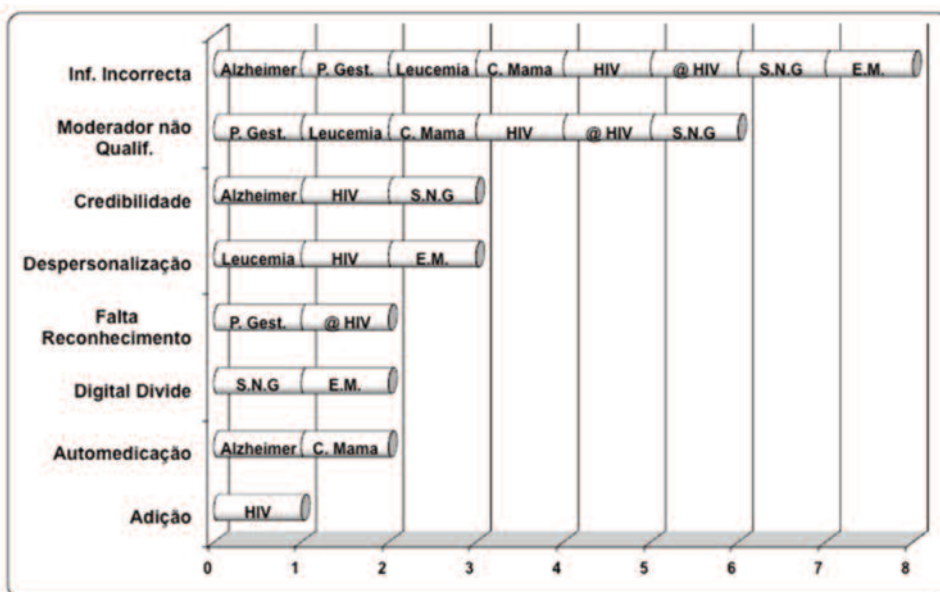 Inf. Incorrecta Alzheimer P. Gest. Leucemia C. Mama HIV @ HIV S.N.G E.M.
Moderador não
Qualif. P. Gest. Leucemia C. Mama HIV @ HIV S.N.G
Credibilidade Alzheimer HIV S.N.G
Despersonalização Leucemia HIV E.M.
Falta
Reconhecimento P. Gest. @ HIV
Digital Divide S.N.G E.M.
Automedicação Alzheimer C. Mama
Adição HIV
0 1 2 3 4 5 6 7 8